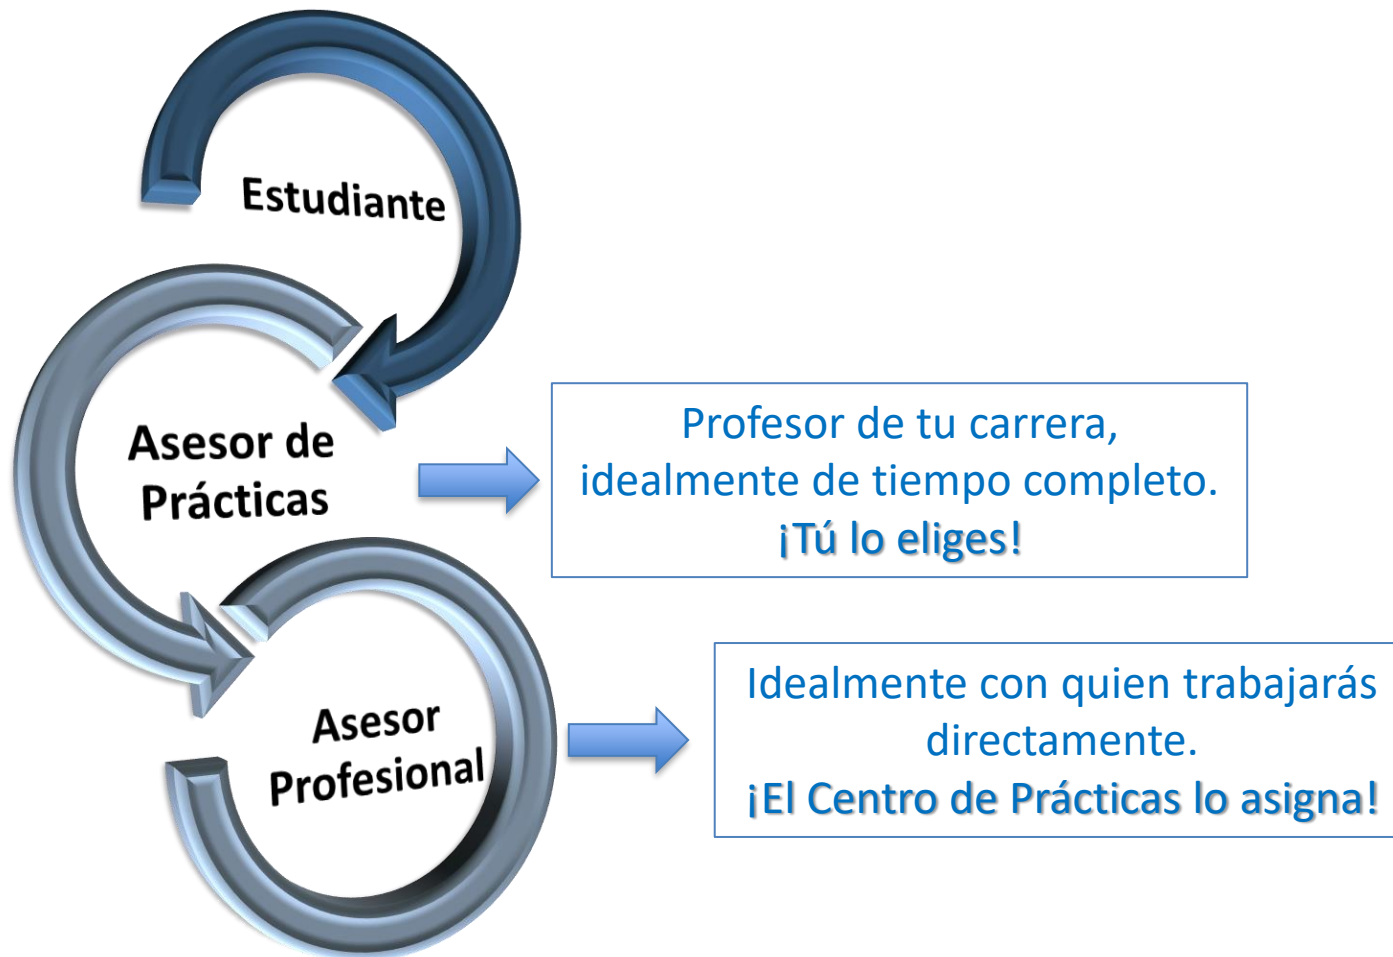 Estudiante
Asesor de
Prácticas
Profesor de tu carrera,
idealmente de tiempo completo.
¡Tú lo eliges!
Asesor
Profesional
Idealmente con quien trabajarás
directamente.
¡El Centro de Prácticas lo asigna!